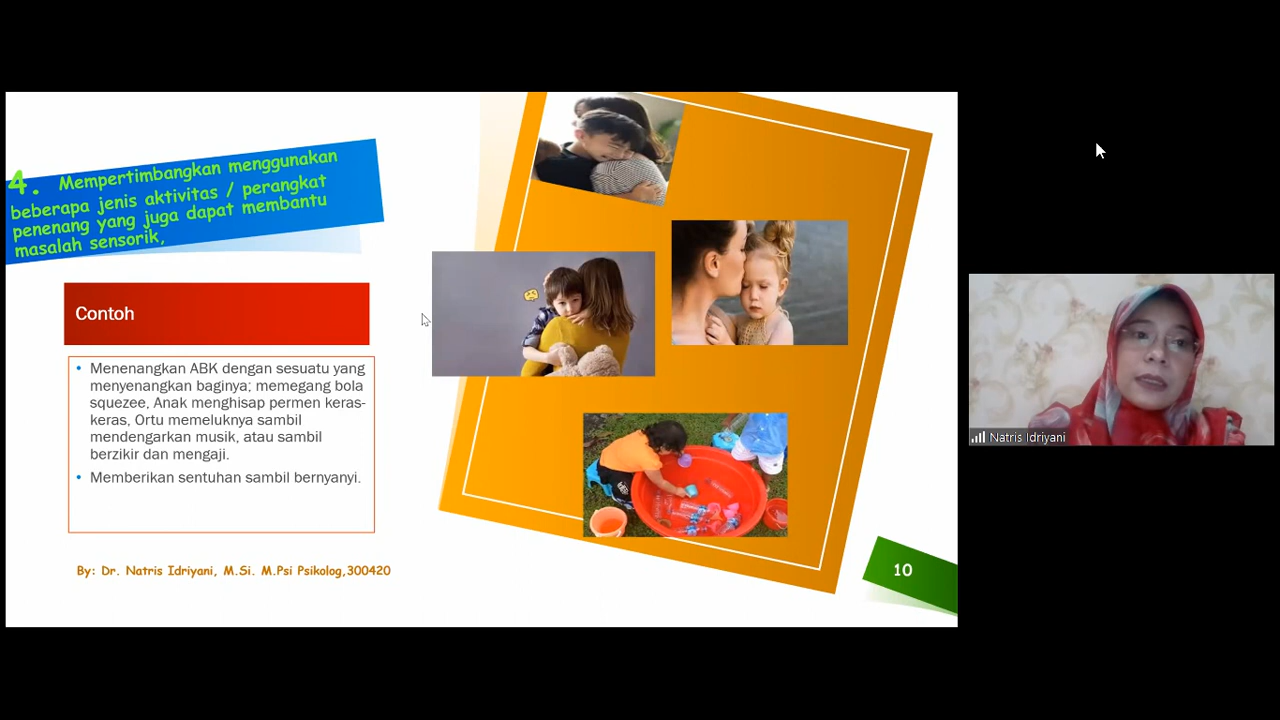 4. Mempertimbangkan menggunakan
beberapa jenis aktivitas / perangkat
penenang yang juga dapat membantu
masalah sensorik,
Contoh
• Menenangkan ABK dengan sesuatu yang
menyenangkan baginya; memegang bola
squezee, Anak menghisap permen keras-
keras, Ortu memeluknya sambil
mendengarkan musik, atau sambil
berzikir dan mengaji.
• Memberikan sentuhan sambil bernyanyi.
By: Dr. Natris Idriyani, M.Si. M.Psi Psikolog,300420
10
Natris Idriyani